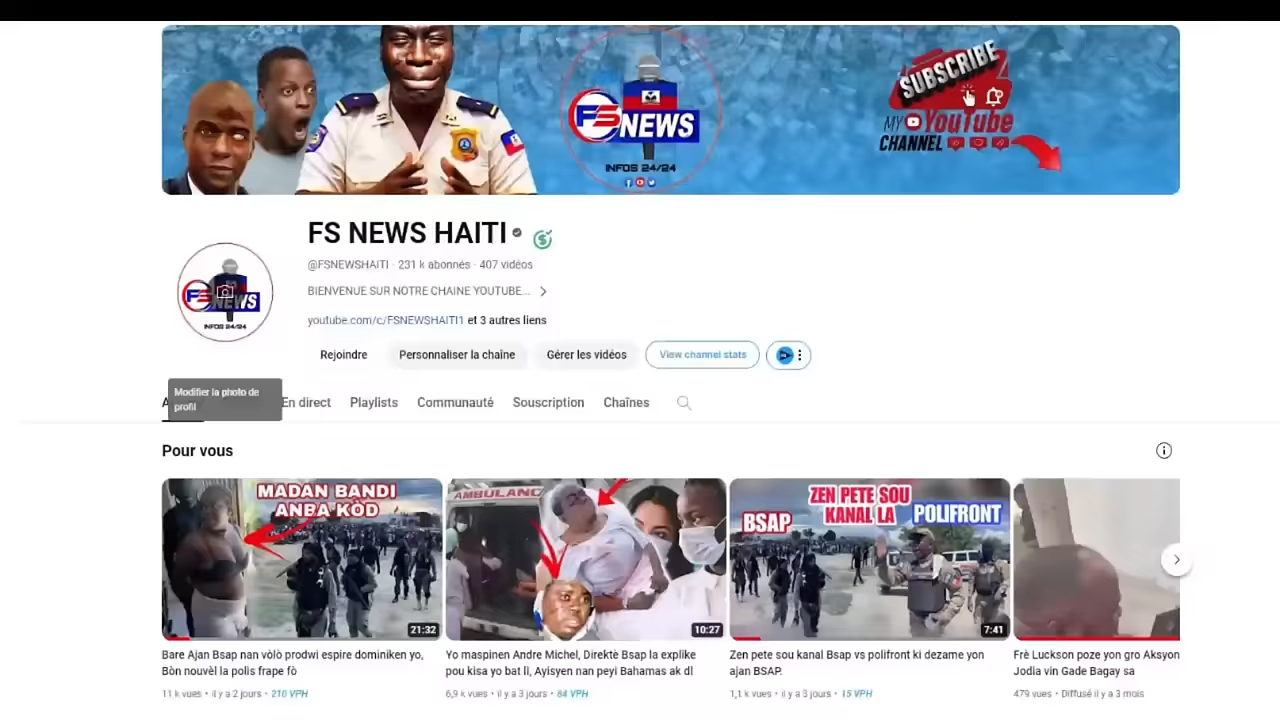 SUBSCRIBE
MY YouTube
CHANNEL
FS NEWS
INFOS 24/24
FS NEWS HAITI
@FSNEWSHAITI · 231 k abonnés · 407 vidéos
BIENVENUE SUR NOTRE CHAINE YOUTUBE...
youtube.com/c/FSNEWSHAITI1 et 3 autres liens
FS NEWS
INFOS 24/24
Rejoindre Personnaliser la chaîne Gérer les vidéos View channel stats
Modifier la photo de
profil
En direct Playlists Communauté Souscription Chaînes
Pour vous
MADAN BANDI
ANBA KÒD
21:32
AMBULANC
10:27
ZEN PETE SOU
KANAL LA
BSAP
POLIFRONT
7:41
Bare Ajan Bsap nan vòlò prodwi espire dominiken yo,
Bòn nouvèl la polis frape fò
11 k vues • il y a 2 jours • 210 VPH
Yo maspinen Andre Michel, Direktè Bsap la explike
pou kisa yo bat li, Ayisyen nan peyi Bahamas ak dl
6,9 k vues • il y a 3 jours • 84 VPH
Zen pete sou kanal Bsap vs polifront ki dezame yon
ajan BSAP.
1,1 k vues • il y a 3 jours • 15 VPH
Frè Luckson poze yon gro Aksyon
Jodia vin Gade Bagay sa
479 vues • Diffusé il y a 3 mois